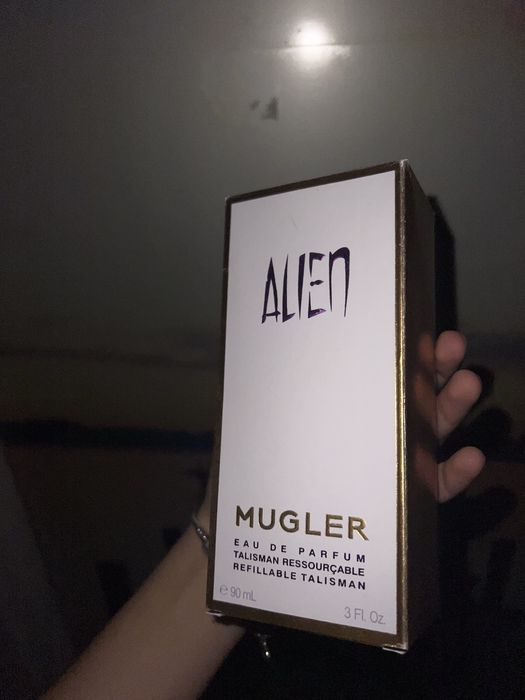 ALIEN
MUGLER
EAU DE PARFUM
TALISMAN RESSOURÇABLE
REFILLABLE TALISMAN
℮ 90 mL
3 Fl. Oz.